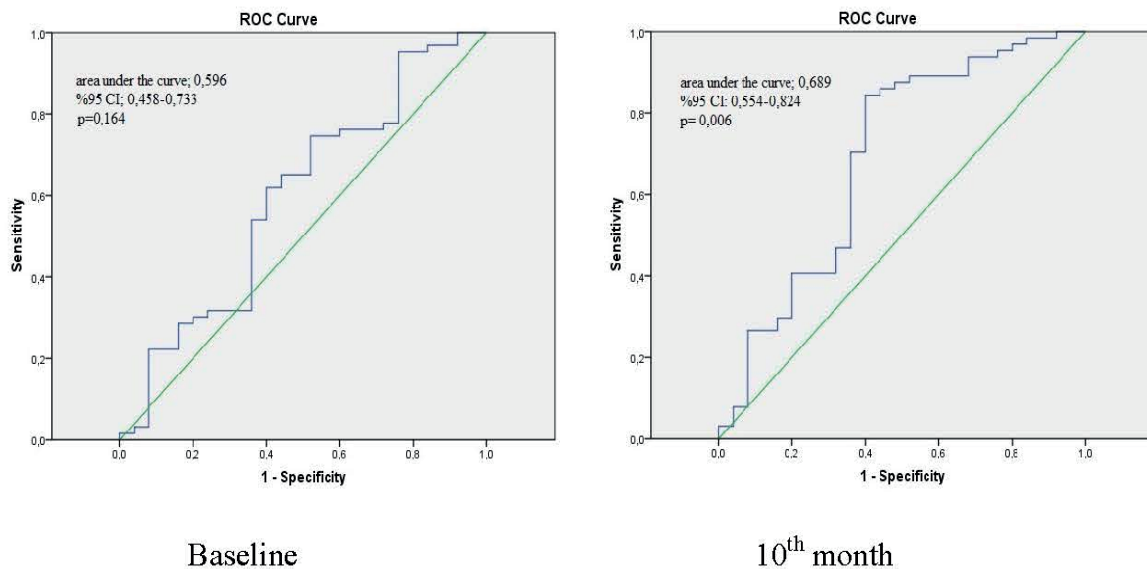 ROC Curve
area under the curve; 0,596
%95 CI; 0,458-0,733
p=0,164
Sensitivity
1,0
0,8
0,6
0,4
0,2
0,0
0,0 0,2 0,4 0,6 0,8 1,0
1 - Specificity
Baseline
ROC Curve
area under the curve; 0,689
%95 CI: 0,554-0,824
p= 0,006
Sensitivity
1,0
0,8
0,6
0,4
0,2
0,0
0,0 0,2 0,4 0,6 0,8 1,0
1 - Specificity
10th month